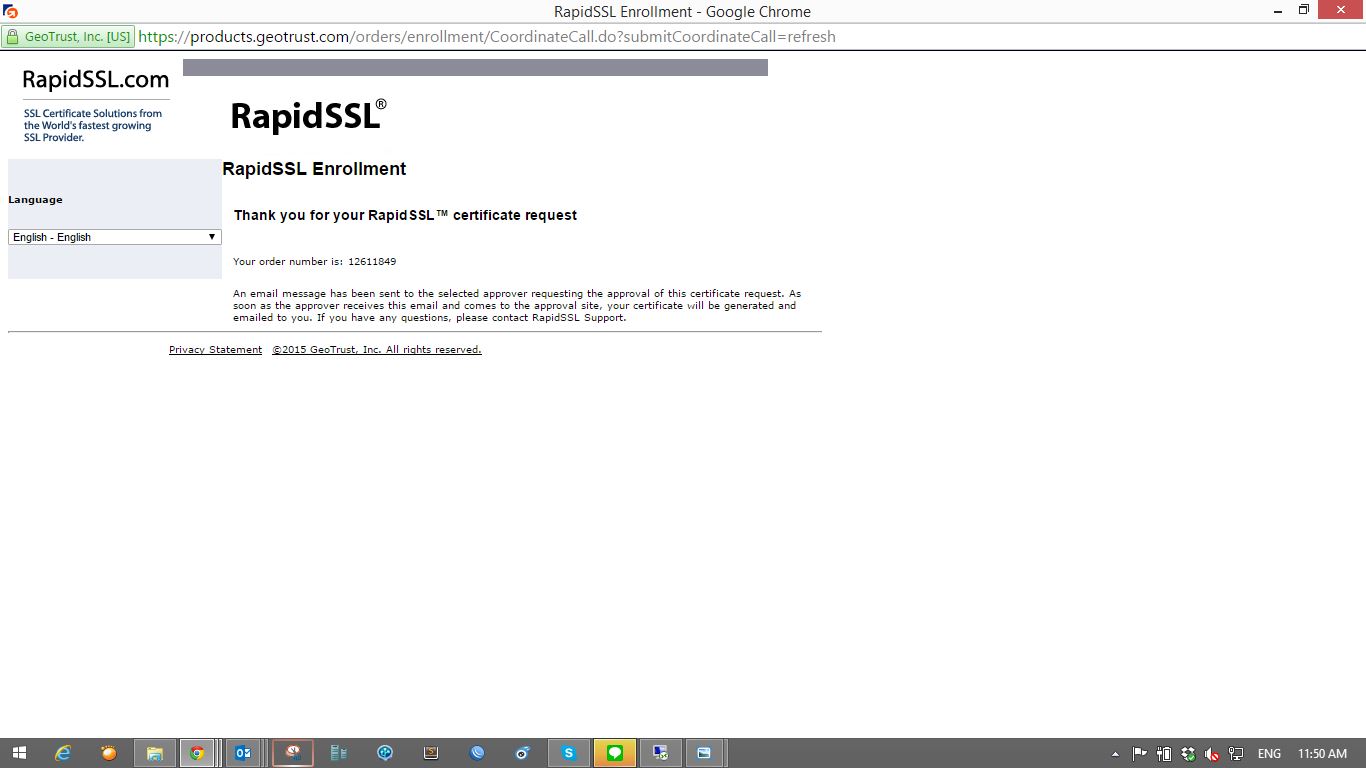 RapidSSL Enrollment - Google Chrome
GeoTrust, Inc. [US] https://products.geotrust.com/orders/enrollment/CoordinateCall.do?submitCoordinateCall=refresh
RapidSSL.com
SSL Certificate Solutions from
the World's fastest growing
SSL Provider.
RapidSSL®
RapidSSL Enrollment
Language
English - English
Thank you for your RapidSSL™ certificate request
Your order number is: 12611849
An email message has been sent to the selected approver requesting the approval of this certificate request. As
soon as the approver receives this email and comes to the approval site, your certificate will be generated and
emailed to you. If you have any questions, please contact RapidSSL Support.
Privacy Statement ©2015 GeoTrust, Inc. All rights reserved.
ENG 11:50 AM